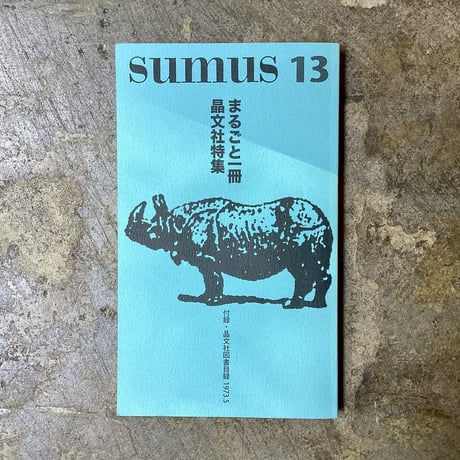 sumus 13
まるごと一冊
晶文社特集
付録・晶文社図書目録 1973.5